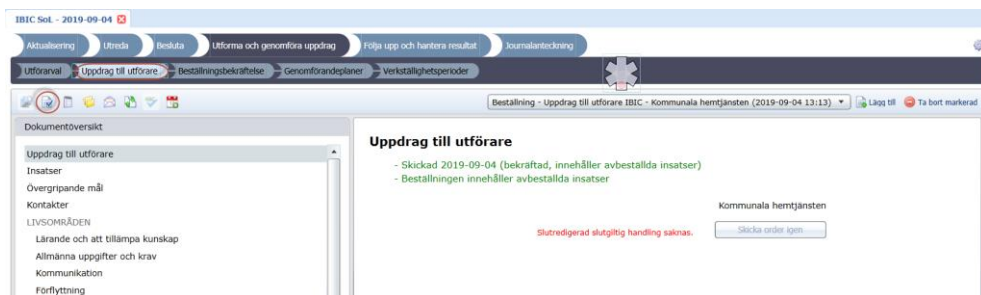 IBIC SoL - 2019-09-04
Aktualisering Utreda Besluta Utforma och genomföra uppdrag Följa upp och hantera resultat Journalanteckning
Utförarval Uppdrag till utförare Beställningsbekräftelse Genomförandeplaner Verkställighetsperioder
Beställning - Uppdrag till utförare IBIC - Kommunala hemtjänsten (2019-09-04 13:13) Lägg till Ta bort markerad
Dokumentöversikt
Uppdrag till utförare
Insatser
Övergripande mål
Kontakter
LIVSOMRÅDEN
Lärande och att tillämpa kunskap
Allmänna uppgifter och krav
Kommunikation
Förflyttning
Uppdrag till utförare
- Skickad 2019-09-04 (bekräftad, innehåller avbeställda insatser)
- Beställningen innehåller avbeställda insatser
Kommunala hemtjänsten
Slutredigerad slutgiltig handling saknas. Skicka order igen